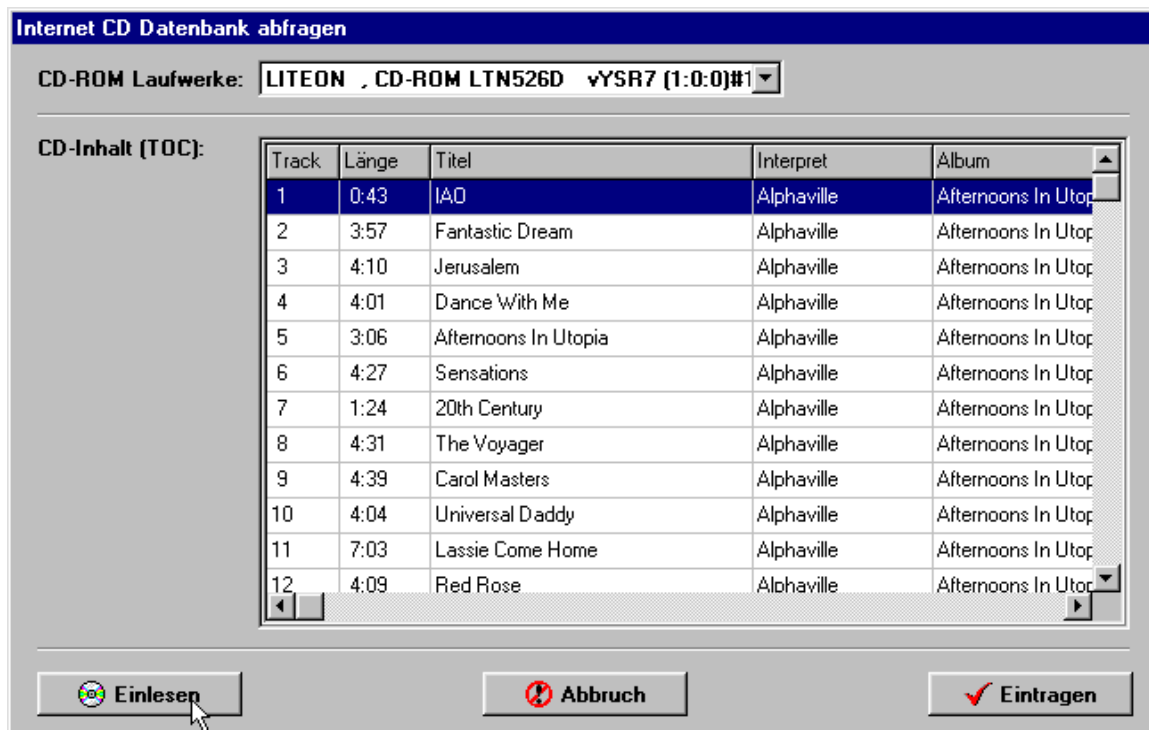 Internet CD Datenbank abfragen
CD-ROM Laufwerke: LITEON , CD-ROM LTN526D vYSR7 (1:0:0)#1
CD-Inhalt (TOC):
Track Länge Titel Interpret Album
1 0:43 IAO Alphaville Afternoons In Utop
2 3:57 Fantastic Dream Alphaville Afternoons In Utop
3 4:10 Jerusalem Alphaville Afternoons In Utop
4 4:01 Dance With Me Alphaville Afternoons In Utop
5 3:06 Afternoons In Utopia Alphaville Afternoons In Utop
6 4:27 Sensations Alphaville Afternoons In Utop
7 1:24 20th Century Alphaville Afternoons In Utop
8 4:31 The Voyager Alphaville Afternoons In Utop
9 4:39 Carol Masters Alphaville Afternoons In Utop
10 4:04 Universal Daddy Alphaville Afternoons In Utop
11 7:03 Lassie Come Home Alphaville Afternoons In Utop
12 4:09 Red Rose Alphaville Afternoons In Utop
Einlesen Abbruch Eintragen